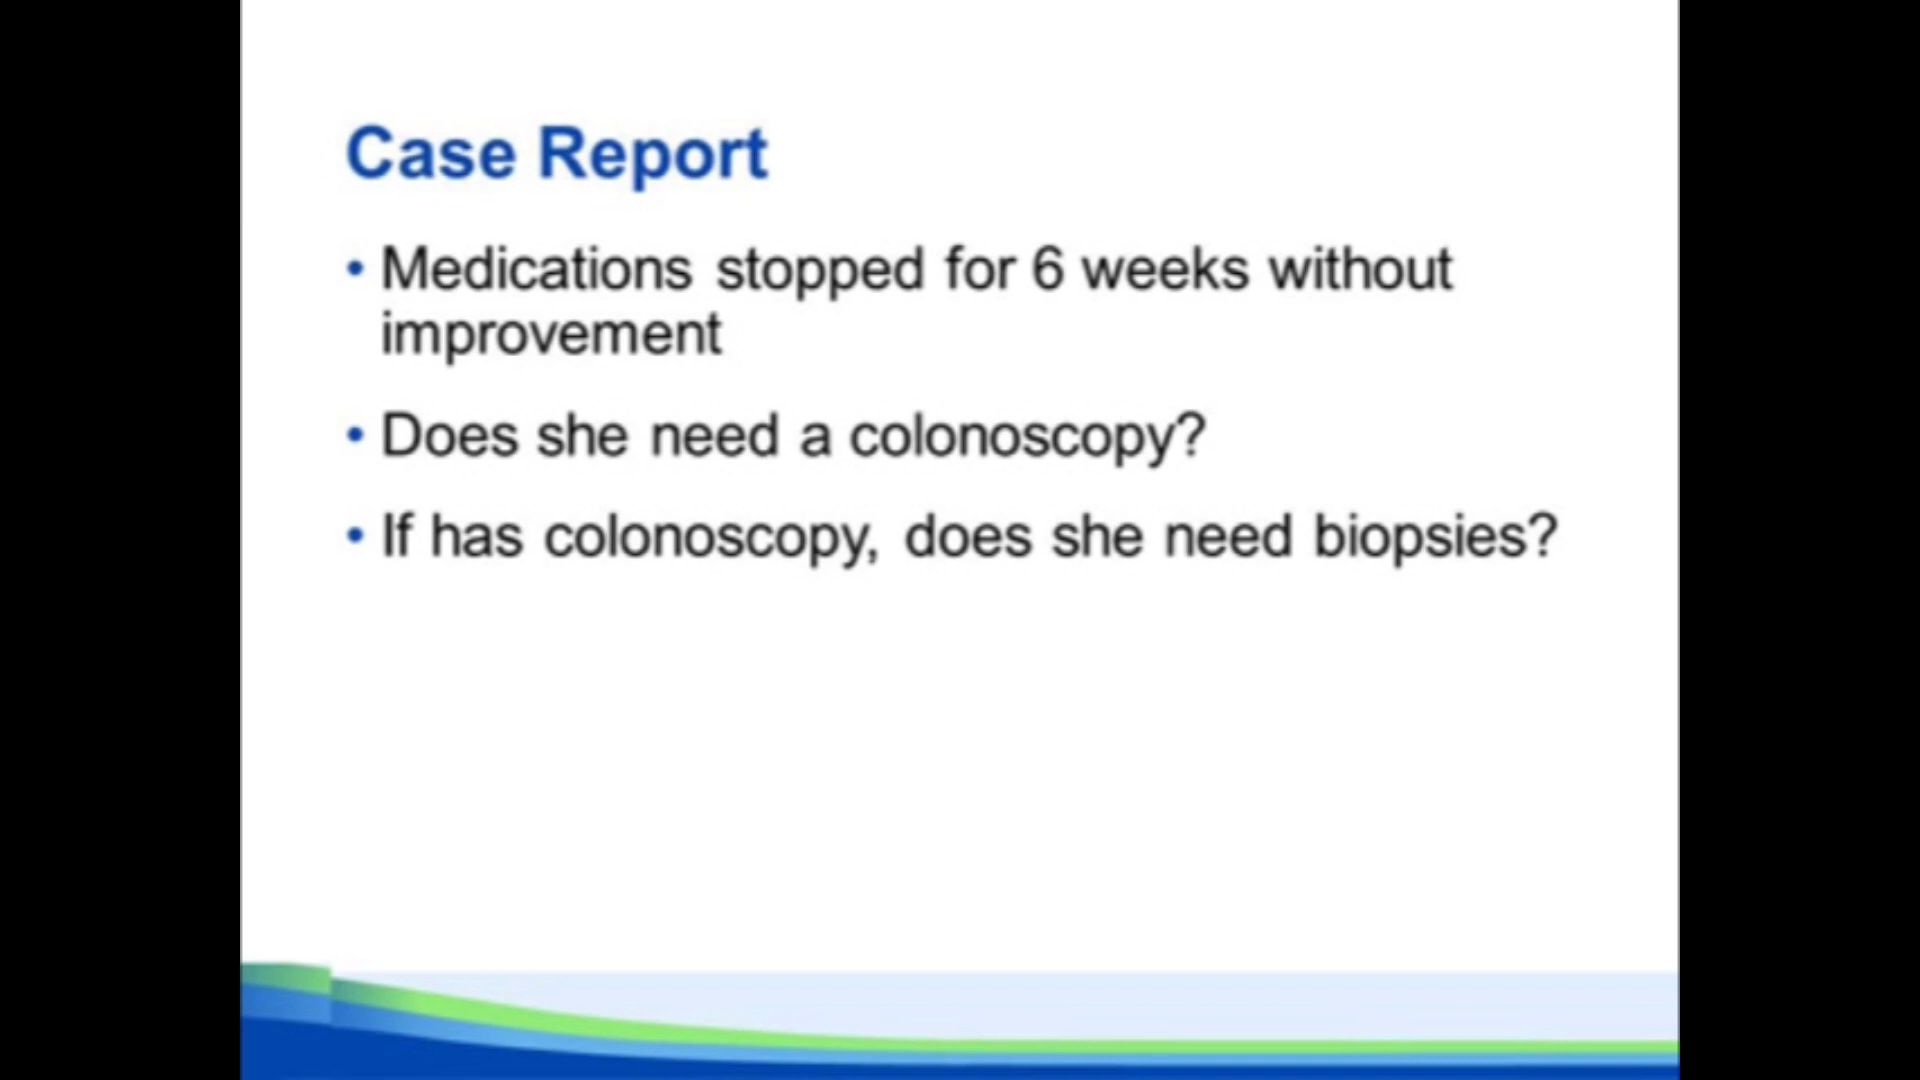 Case Report
• Medications stopped for 6 weeks without
improvement
• Does she need a colonoscopy?
• If has colonoscopy, does she need biopsies?